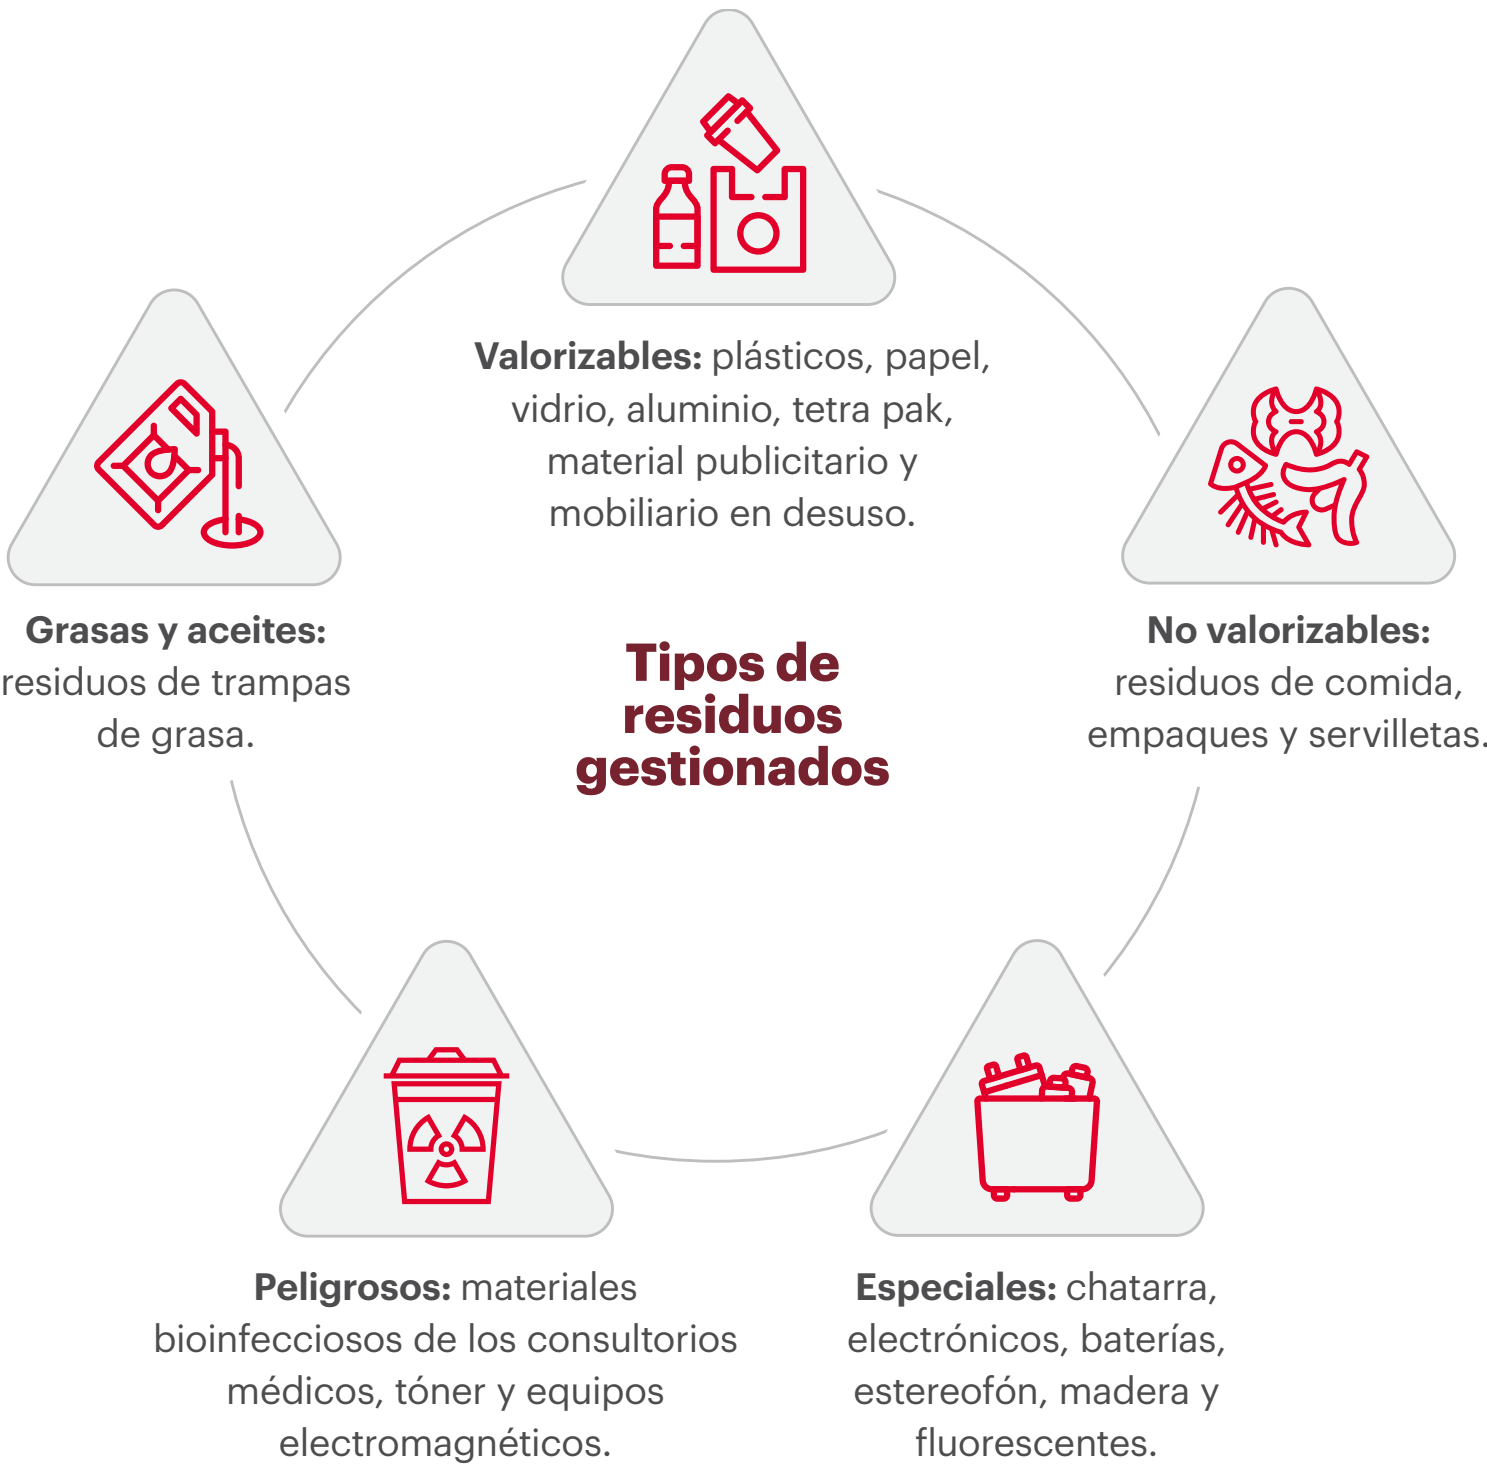 Valorizables: plásticos, papel,
vidrio, aluminio, tetra pak,
material publicitario y
mobiliario en desuso.
Grasas y aceites:
residuos de trampas
de grasa.
Tipos de
residuos
gestionados
No valorizables:
residuos de comida,
empaques y servilletas.
Peligrosos: materiales
bioinfecciosos de los consultorios
médicos, tóner y equipos
electromagnéticos.
Especiales: chatarra,
electrónicos, baterías,
estereofón, madera y
fluorescentes.